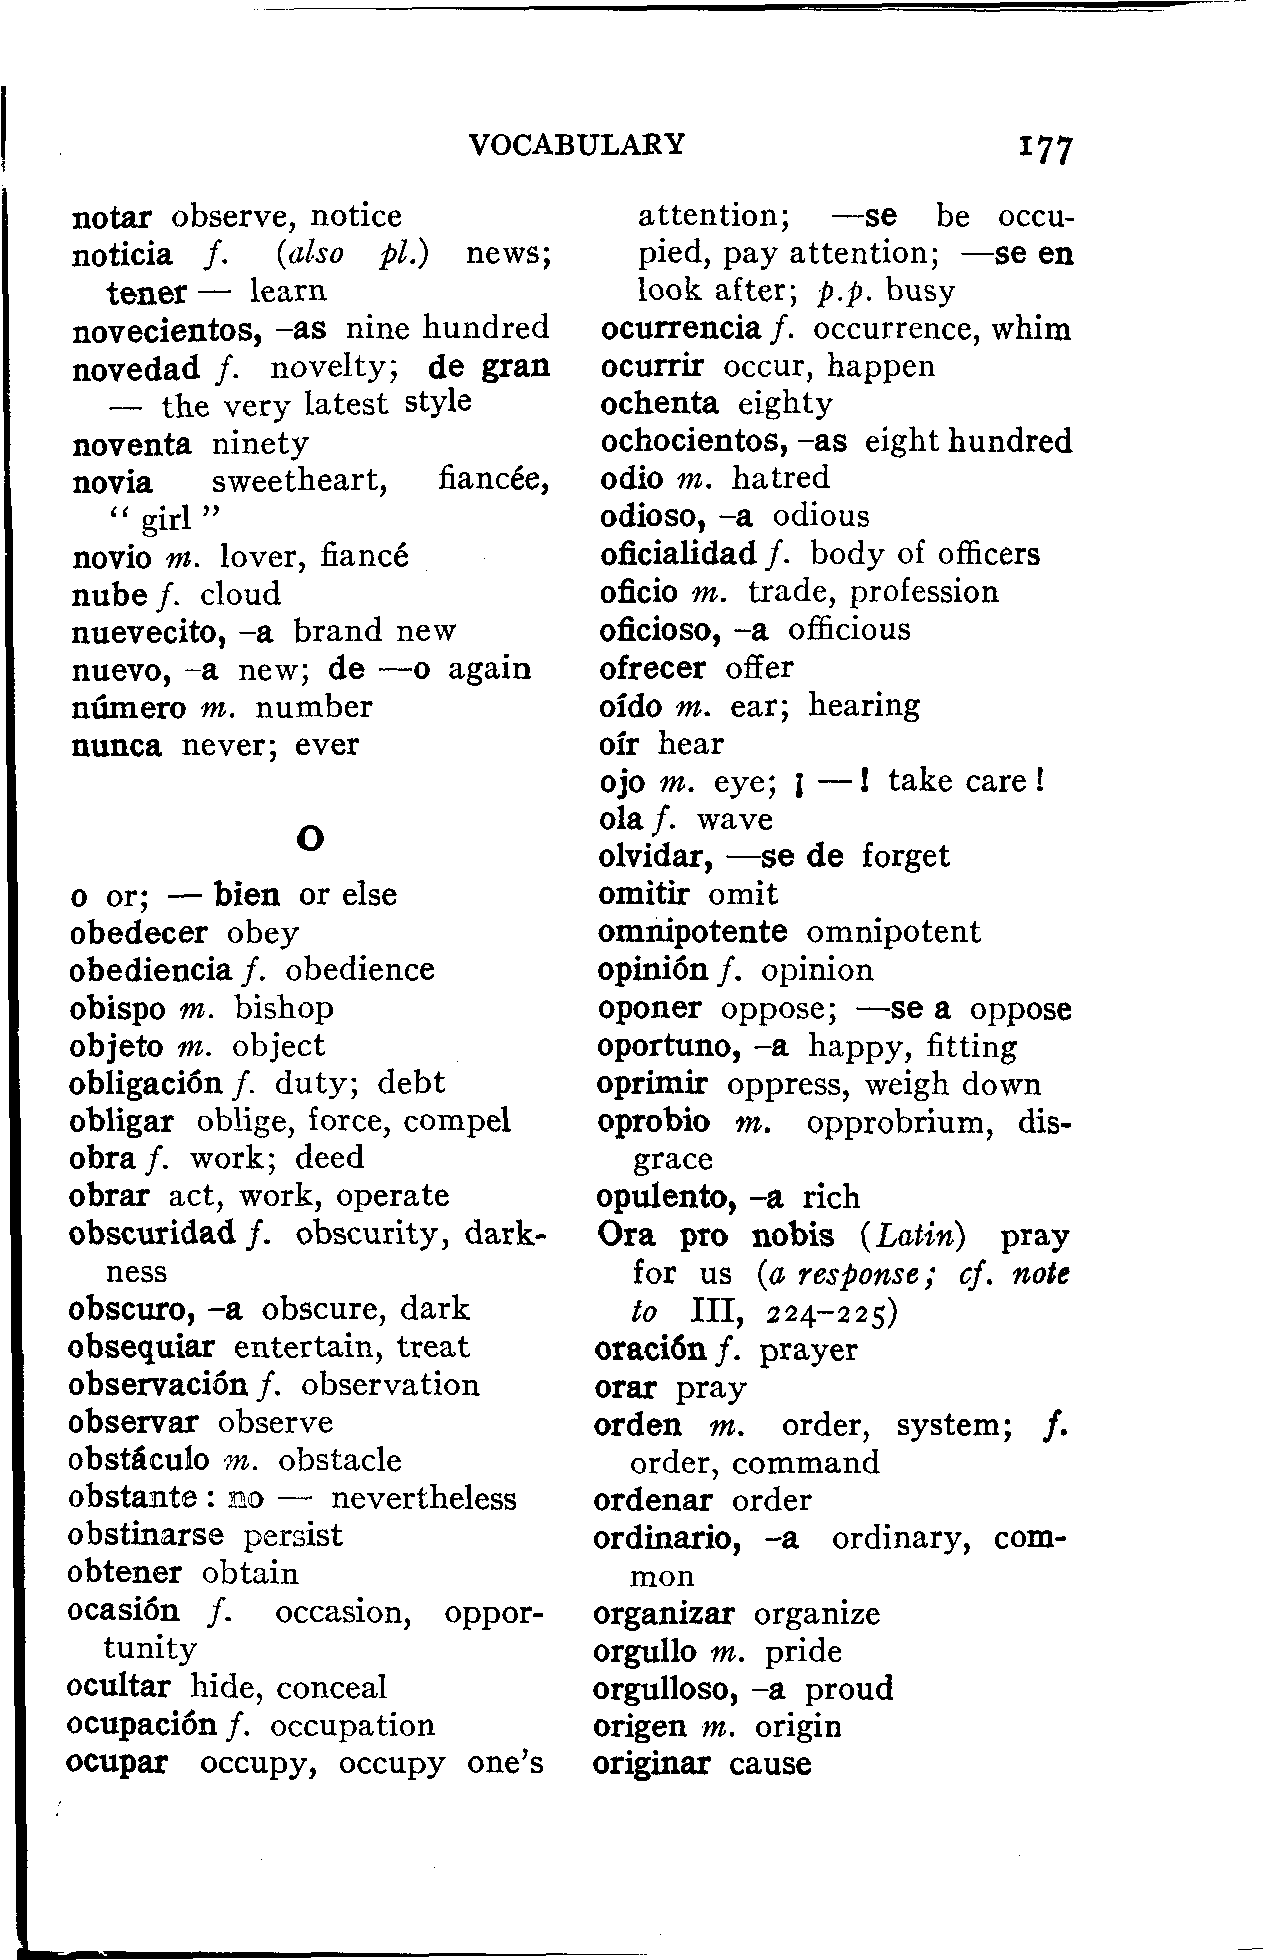 VOCABULARY 177
notar observe, notice
noticia f. (also pl.) news;
tener — learn
novecientos, –as nine hundred
novedad f. novelty; de gran
— the very latest style
noventa ninety
novia sweetheart, fiancée,
“ girl ”
novio m. lover, fiancé
nube f. cloud
nuevecito, –a brand new
nuevo, –a new; de —o again
número m. number
nunca never; ever
O
o or; — bien or else
obedecer obey
obediencia f. obedience
obispo m. bishop
objeto m. object
obligación f. duty; debt
obligar oblige, force, compel
obra f. work; deed
obrar act, work, operate
obscuridad f. obscurity, dark-
ness
obscuro, –a obscure, dark
obsequiar entertain, treat
observación f. observation
observar observe
obstáculo m. obstacle
obstante : no — nevertheless
obstinarse persist
obtener obtain
ocasión f. occasion, oppor-
tunity
ocultar hide, conceal
ocupación f. occupation
ocupar occupy, occupy one's
attention; —se be occu-
pied, pay attention; —se en
look after; p.p. busy
ocurrencia f. occurrence, whim
ocurrir occur, happen
ochenta eighty
ochocientos, –as eight hundred
odio m. hatred
odioso, –a odious
oficialidad f. body of officers
oficio m. trade, profession
oficioso, –a officious
ofrecer offer
oído m. ear; hearing
oír hear
ojo m. eye; ¡ — ! take care !
ola f. wave
olvidar, —se de forget
omitir omit
omnipotente omnipotent
opinión f. opinion
oponer oppose; —se a oppose
oportuno, –a happy, fitting
oprimir oppress, weigh down
oprobio m. opprobrium, dis-
grace
opulento, –a rich
Ora pro nobis (Latin) pray
for us (a response; cf. note
to III, 224–225)
oración f. prayer
orar pray
orden m. order, system; f.
order, command
ordenar order
ordinario, –a ordinary, com-
mon
organizar organize
orgullo m. pride
orgulloso, –a proud
origen m. origin
originar cause